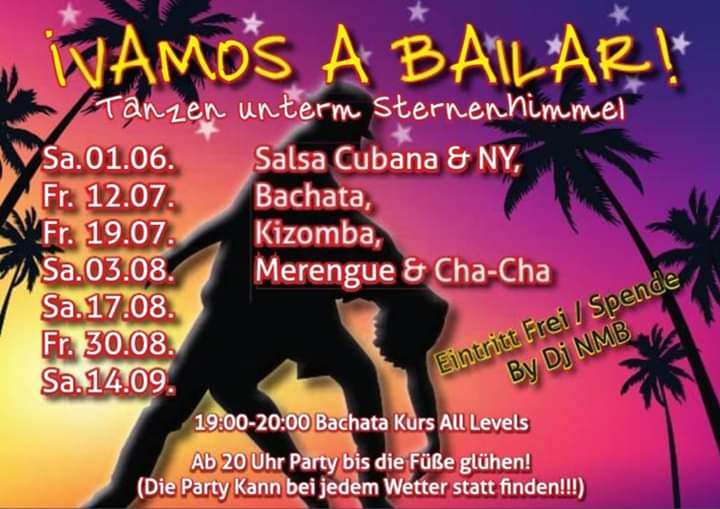 ¡VAMOS A BAILAR!
Tanzen unterm Sternenhimmel
Sa.01.06.
Fr. 12.07.
Fr. 19.07.
Sa.03.08.
Sa.17.08.
Fr. 30.08.
Sa.14.09.
Salsa Cubana & NY,
Bachata,
Kizomba,
Merengue & Cha-Cha
Eintritt Frei / Spende
By Dj NMB
19:00-20:00 Bachata Kurs All Levels
Ab 20 Uhr Party bis die Füße glühen!
(Die Party Kann bei jedem Wetter statt finden!!!)